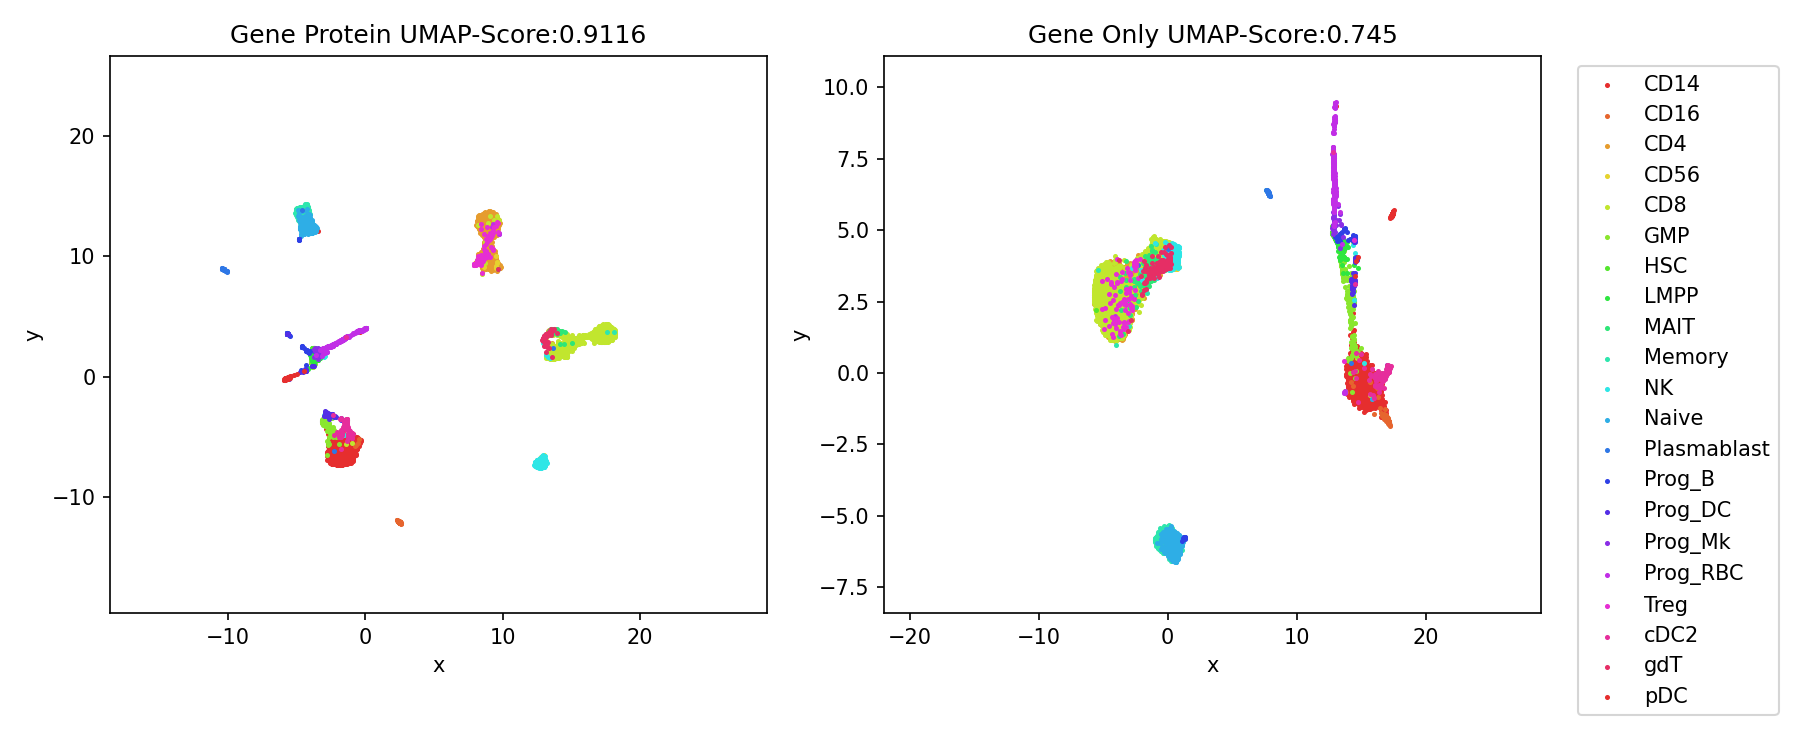 Gene Protein UMAP-Score:0.9116
20
10
0
−10
y
−10
0
10
20
x
Gene Only UMAP-Score:0.745
10.0
7.5
5.0
2.5
0.0
−2.5
−5.0
−7.5
y
−20
−10
0
10
20
x
CD14
CD16
CD4
CD56
CD8
GMP
HSC
LMPP
MAIT
Memory
NK
Naive
Plasmablast
Prog_B
Prog_DC
Prog_Mk
Prog_RBC
Treg
cDC2
gdT
pDC